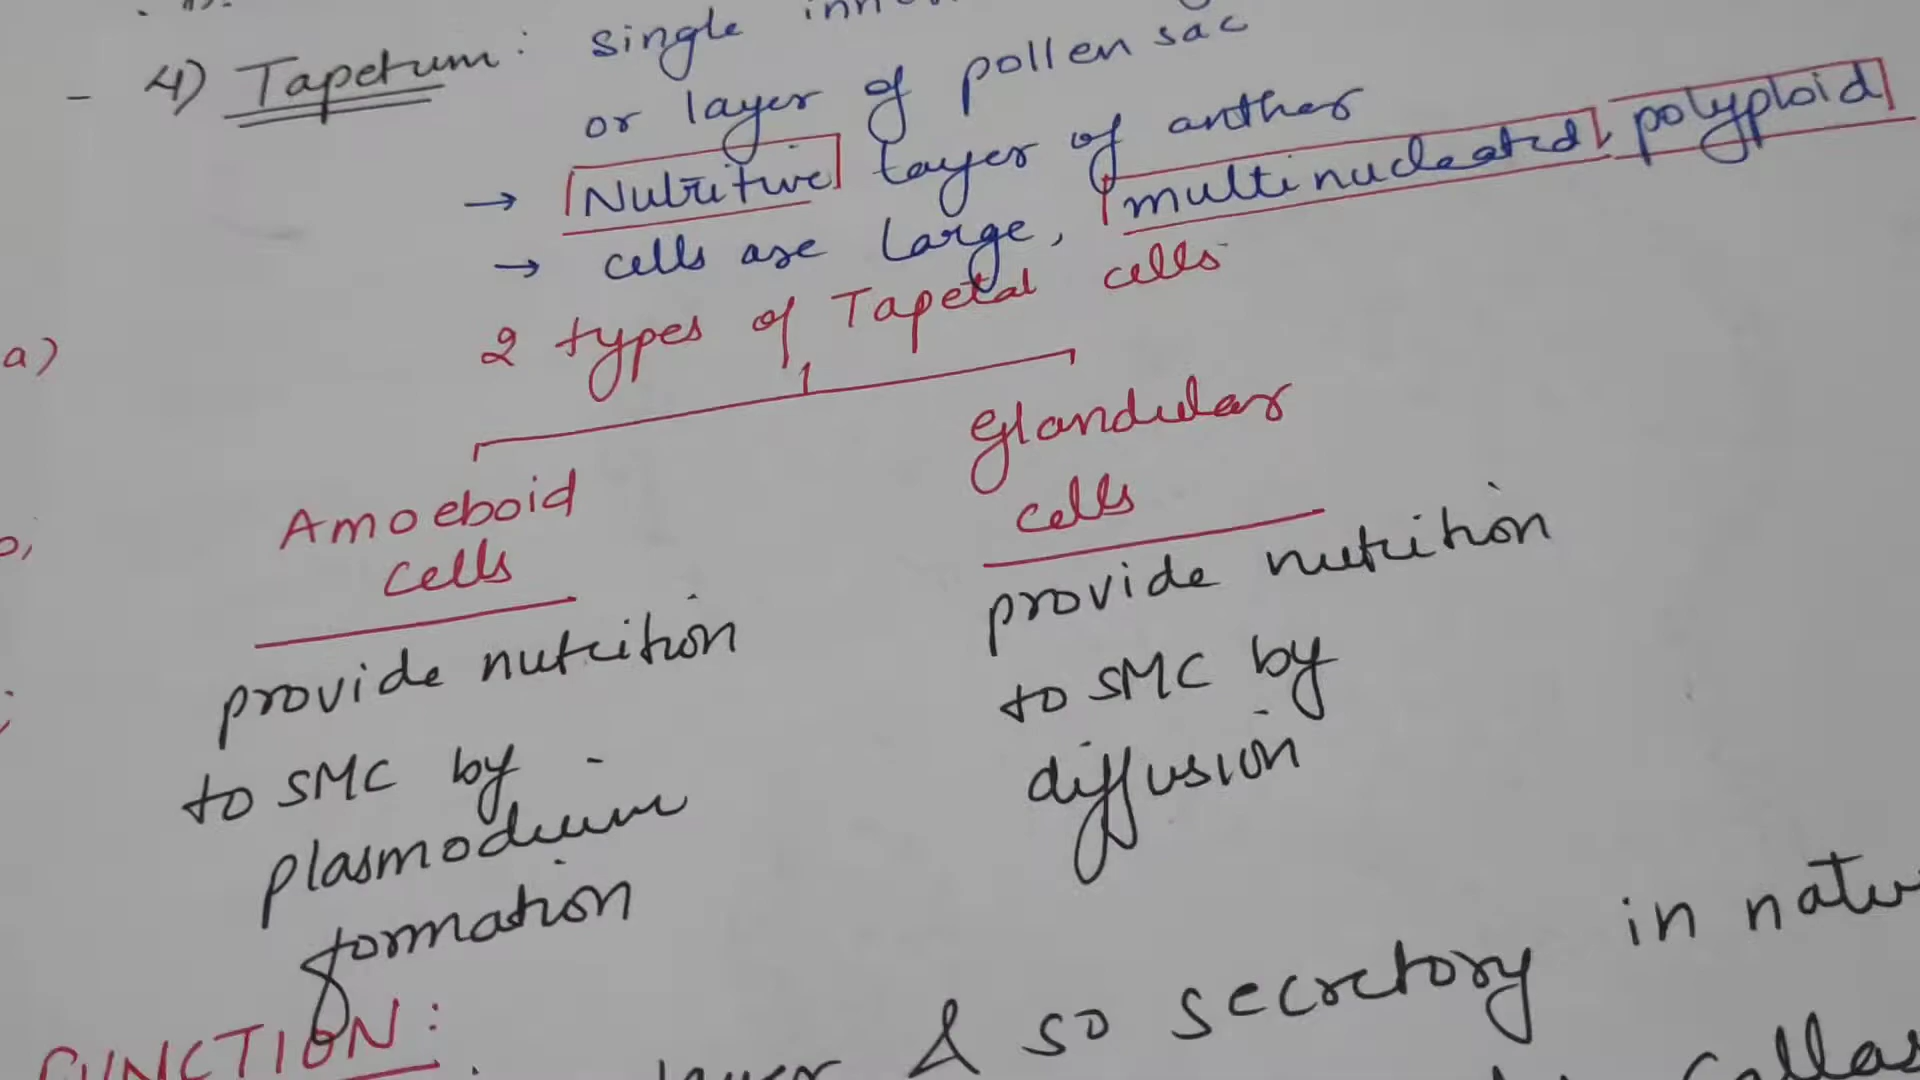 - 4) Tapetum : single
or layer of pollen sac
→ Nutritive layer of anther
→ cells are large, multinucleated, polyploid
2 types of Tapetal cells
a)
Amoeboid cells
provide nutrition
to SMC by
plasmodium
formation
Glandular
cells
provide nutrition
to SMC by
diffusion
FUNCTION:
layer & so secretory in